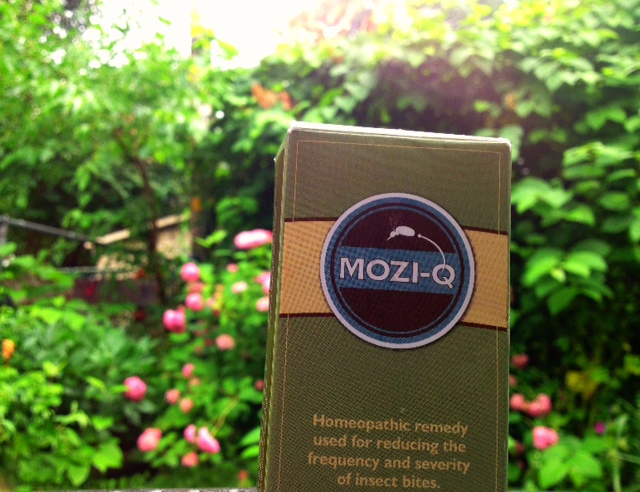 MOZI-Q
Homeopathic remedy
used for reducing the
frequency and severity
of insect bites.